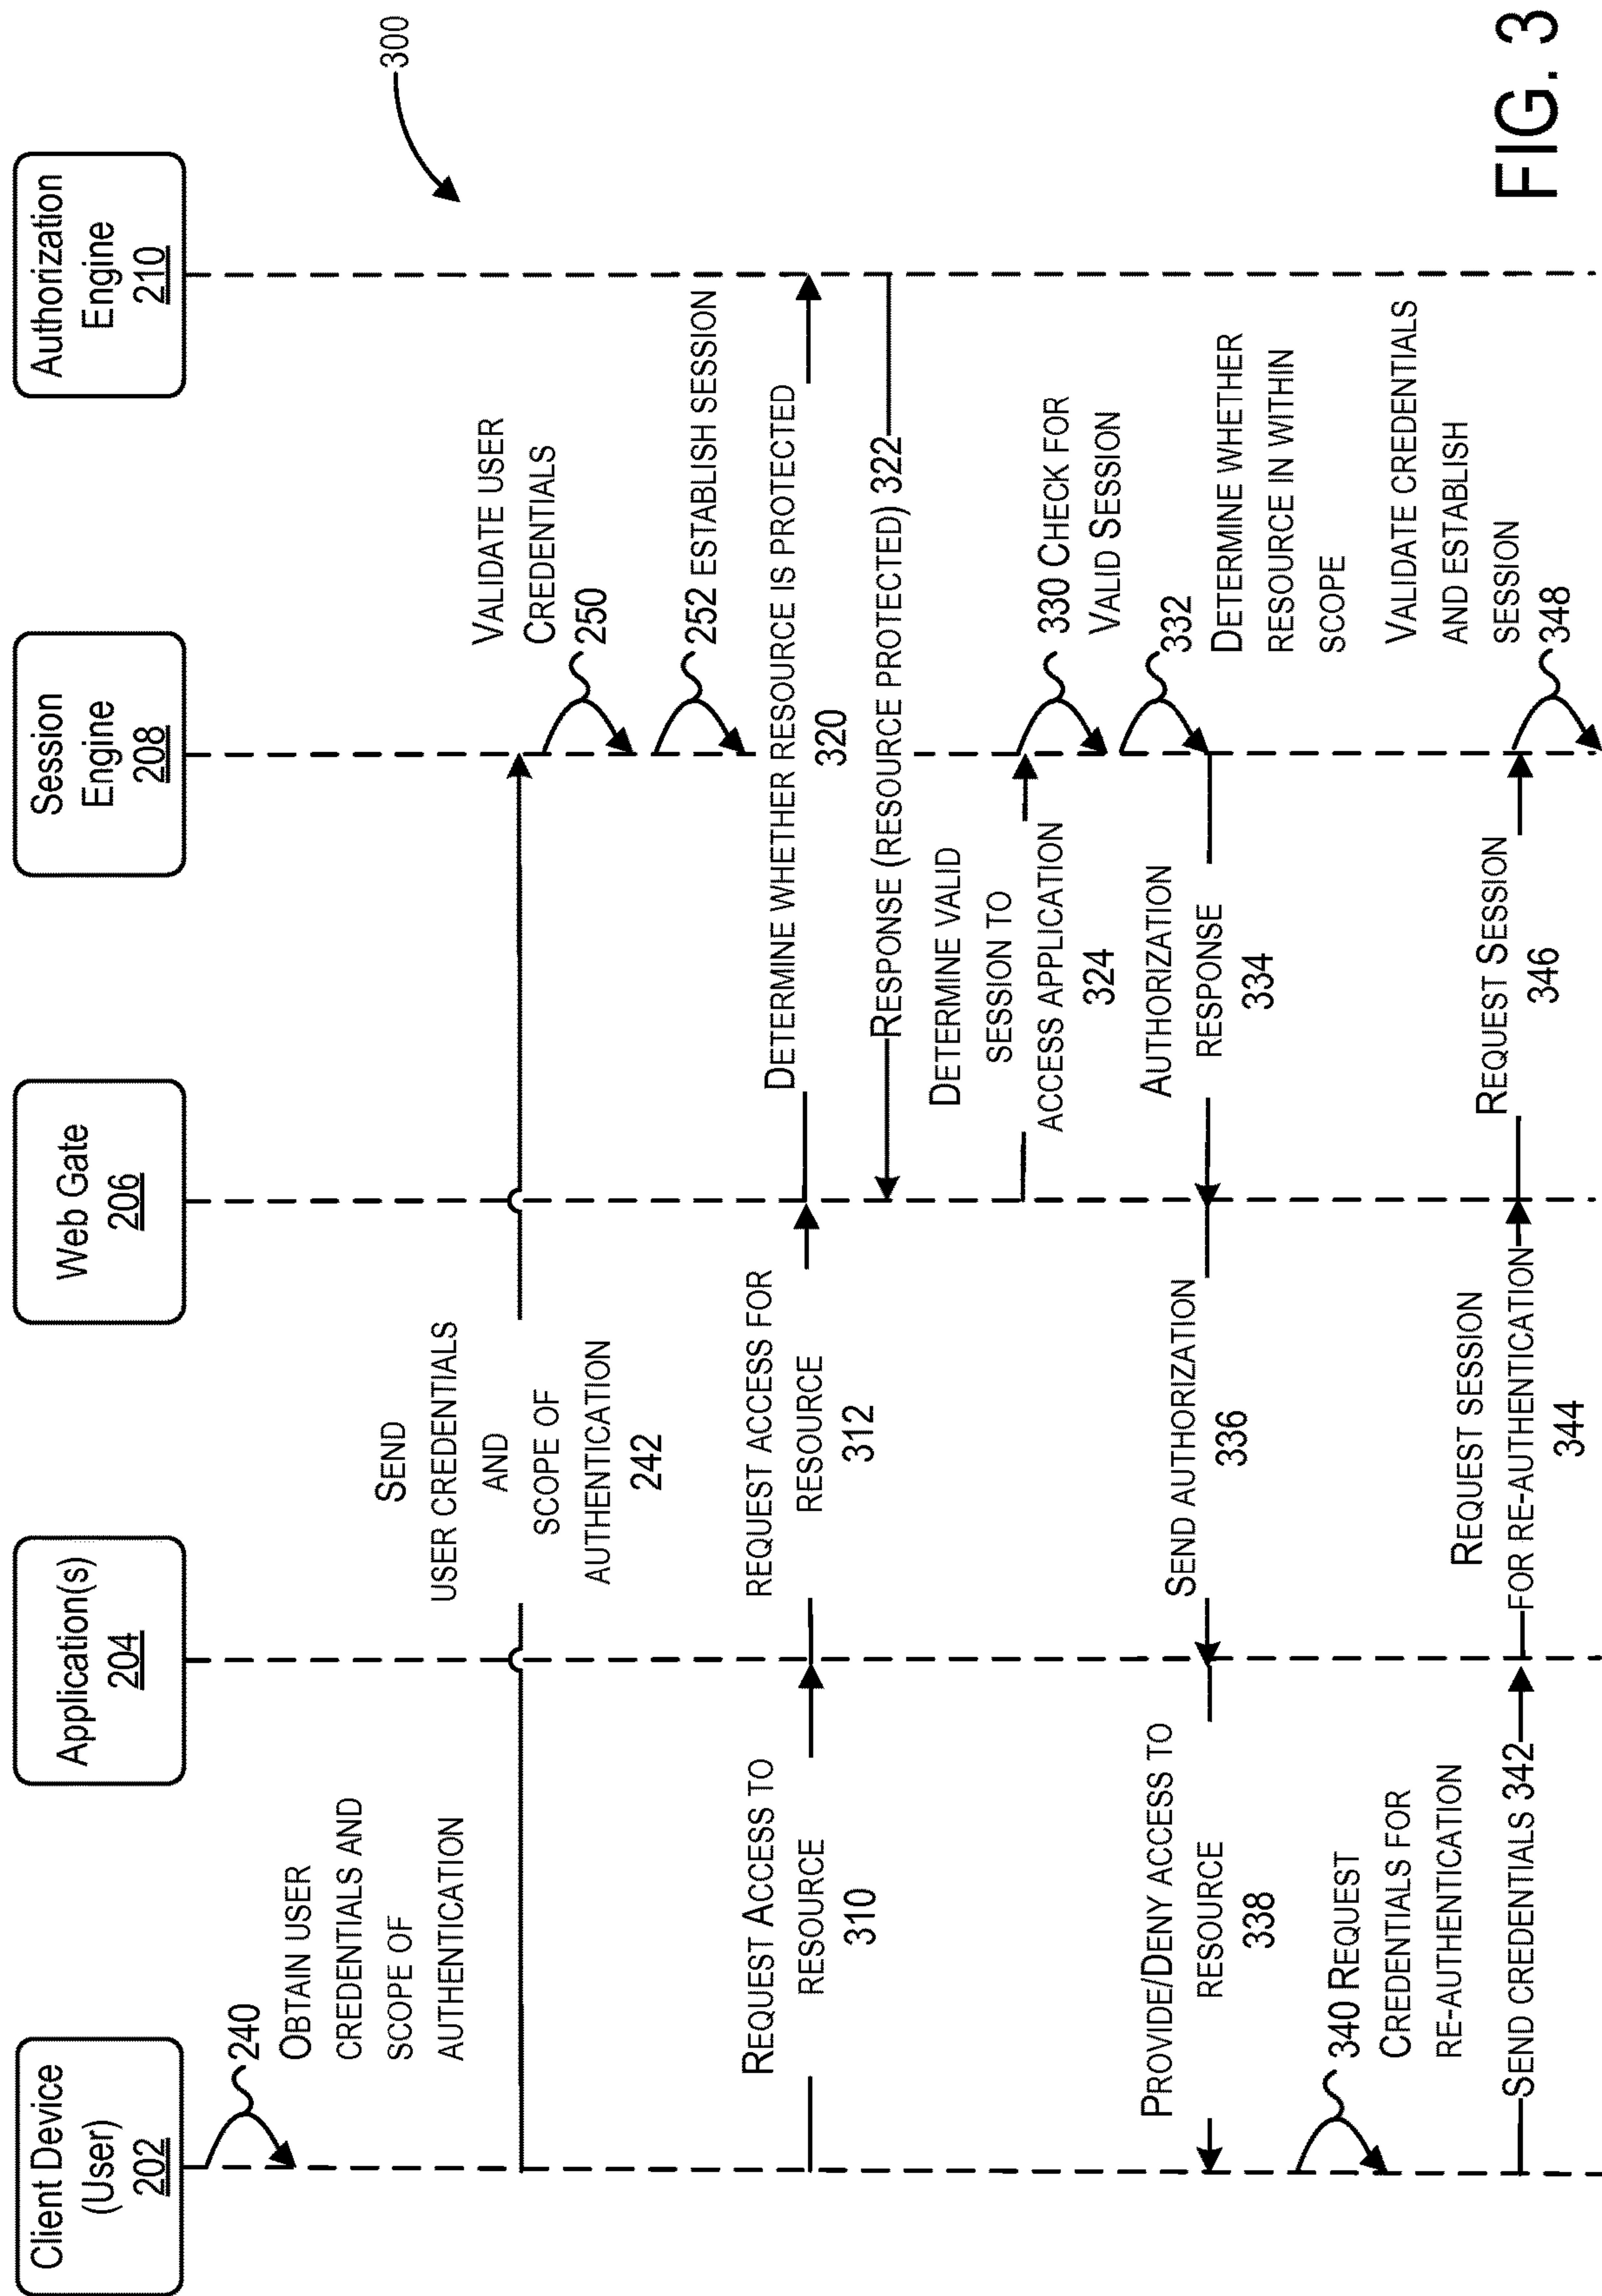 Client Device
(User)
202
Application(s)
204
Web Gate
206
Session
Engine
208
Authorization
Engine
210
300
240
OBTAIN USER
CREDENTIALS AND
SCOPE OF
AUTHENTICATION
SEND
USER CREDENTIALS
AND
SCOPE OF
AUTHENTICATION
242
VALIDATE USER
CREDENTIALS
250
252 ESTABLISH SESSION
REQUEST ACCESS TO
RESOURCE
310
REQUEST ACCESS FOR
RESOURCE
312
DETERMINE WHETHER RESOURCE IS PROTECTED
320
RESPONSE (RESOURCE PROTECTED) 322
DETERMINE VALID
SESSION TO
ACCESS APPLICATION
324
330 CHECK FOR
VALID SESSION
332
DETERMINE WHETHER
RESOURCE IN WITHIN
SCOPE
AUTHORIZATION
RESPONSE
334
SEND AUTHORIZATION
336
PROVIDE/DENY ACCESS TO
RESOURCE
338
340 REQUEST
CREDENTIALS FOR
RE-AUTHENTICATION
SEND CREDENTIALS 342
REQUEST SESSION
FOR RE-AUTHENTICATION
344
REQUEST SESSION
346
VALIDATE CREDENTIALS
AND ESTABLISH
SESSION
348
FIG. 3